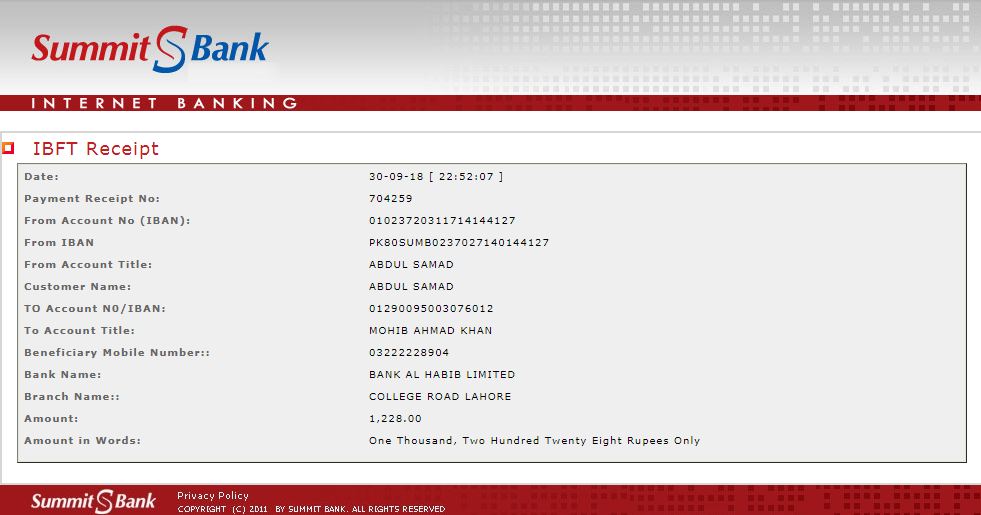 Summit S Bank
INTERNET BANKING
IBFT Receipt
Date: 30-09-18 [ 22:52:07 ]
Payment Receipt No: 704259
From Account No (IBAN): 01023720311714144127
From IBAN PK80SUMB0237027140144127
From Account Title: ABDUL SAMAD
Customer Name: ABDUL SAMAD
TO Account N0/IBAN: 01290095003076012
To Account Title: MOHIB AHMAD KHAN
Beneficiary Mobile Number:: 03222228904
Bank Name: BANK AL HABIB LIMITED
Branch Name:: COLLEGE ROAD LAHORE
Amount: 1,228.00
Amount in Words: One Thousand, Two Hundred Twenty Eight Rupees Only
Summit S Bank
Privacy Policy
COPYRIGHT (C) 2011 BY SUMMIT BANK. ALL RIGHTS RESERVED